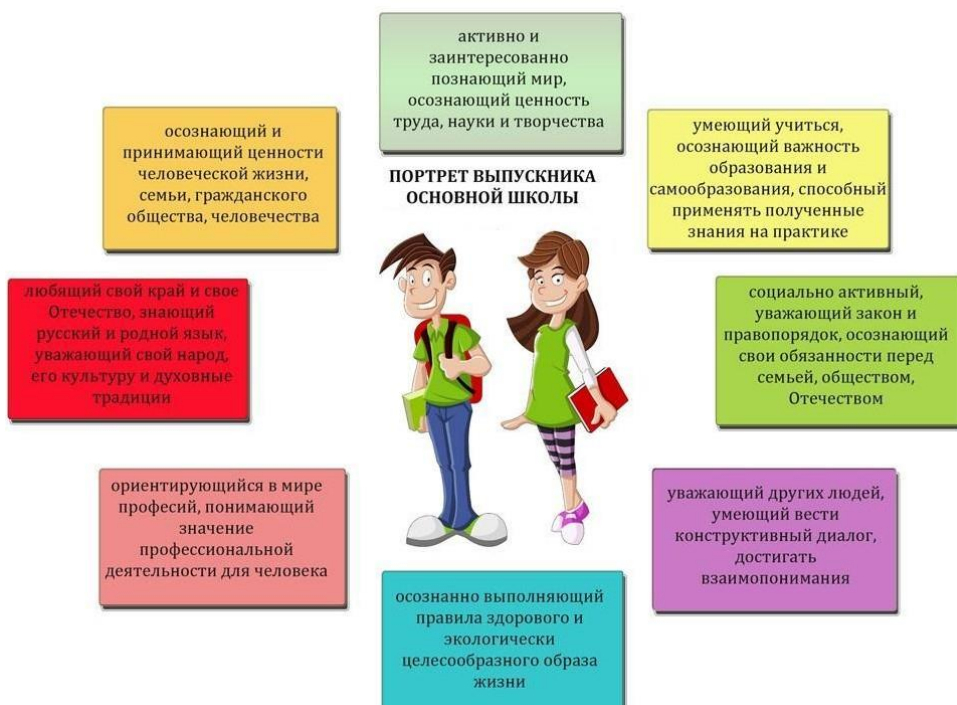 активно и
заинтересованно
познающий мир,
осознающий ценность
труда, науки и творчества
осознающий и
принимающий ценности
человеческой жизни,
семьи, гражданского
общества, человечества
умеющий учиться,
осознающий важность
образования и
самообразования, способный
применять полученные
знания на практике
ПОРТРЕТ ВЫПУСКНИКА
ОСНОВНОЙ ШКОЛЫ
любящий свой край и свое
Отечество, знающий
русский и родной язык,
уважающий свой народ,
его культуру и духовные
традиции
социально активный,
уважающий закон и
правопорядок, осознающий
свои обязанности перед
семьей, обществом,
Отечеством
ориентирующийся в мире
професий, понимающий
значение
профессиональной
деятельности для человека
уважающий других людей,
умеющий вести
конструктивный диалог,
достигать
взаимопонимания
осознанно выполняющий
правила здорового и
экологически
целесообразного образа
жизни